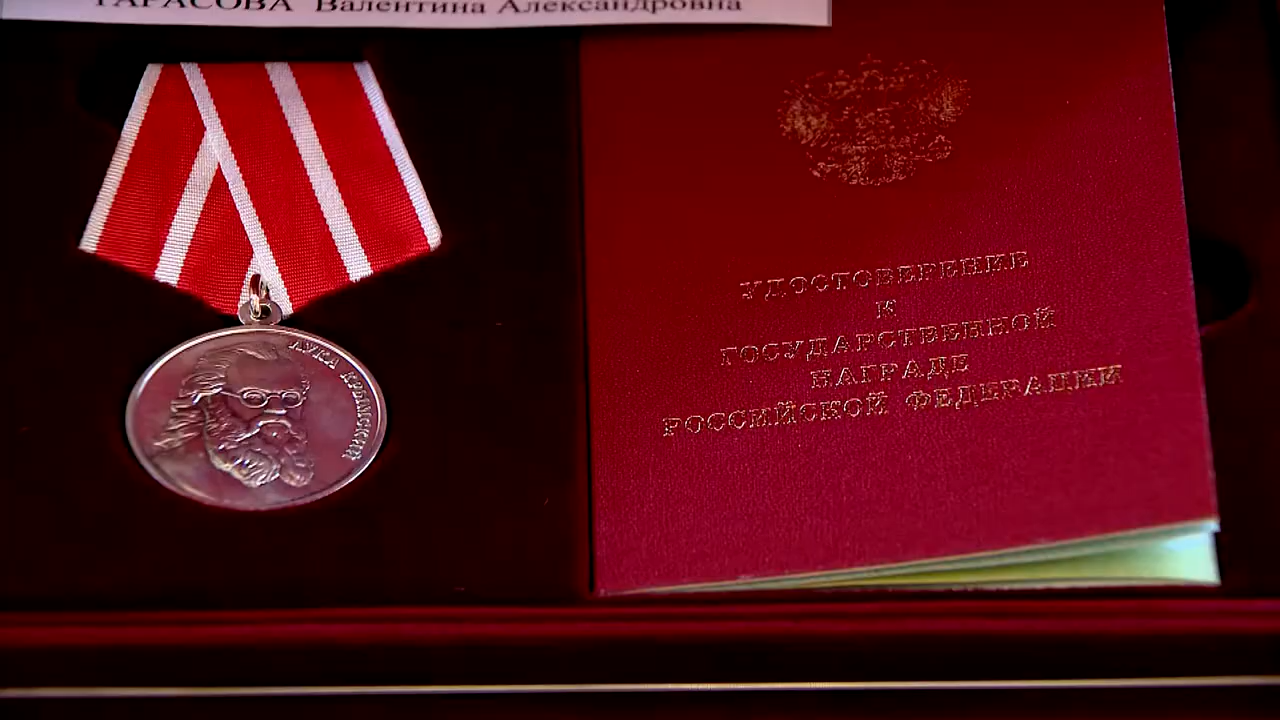 ТАРАСОВА Валентина Александровна
ЛУКА КРЫМСКИЙ
УДОСТОВЕРЕНИЕ
К
ГОСУДАРСТВЕННОЙ
НАГРАДЕ
РОССИЙСКОЙ ФЕДЕРАЦИИ